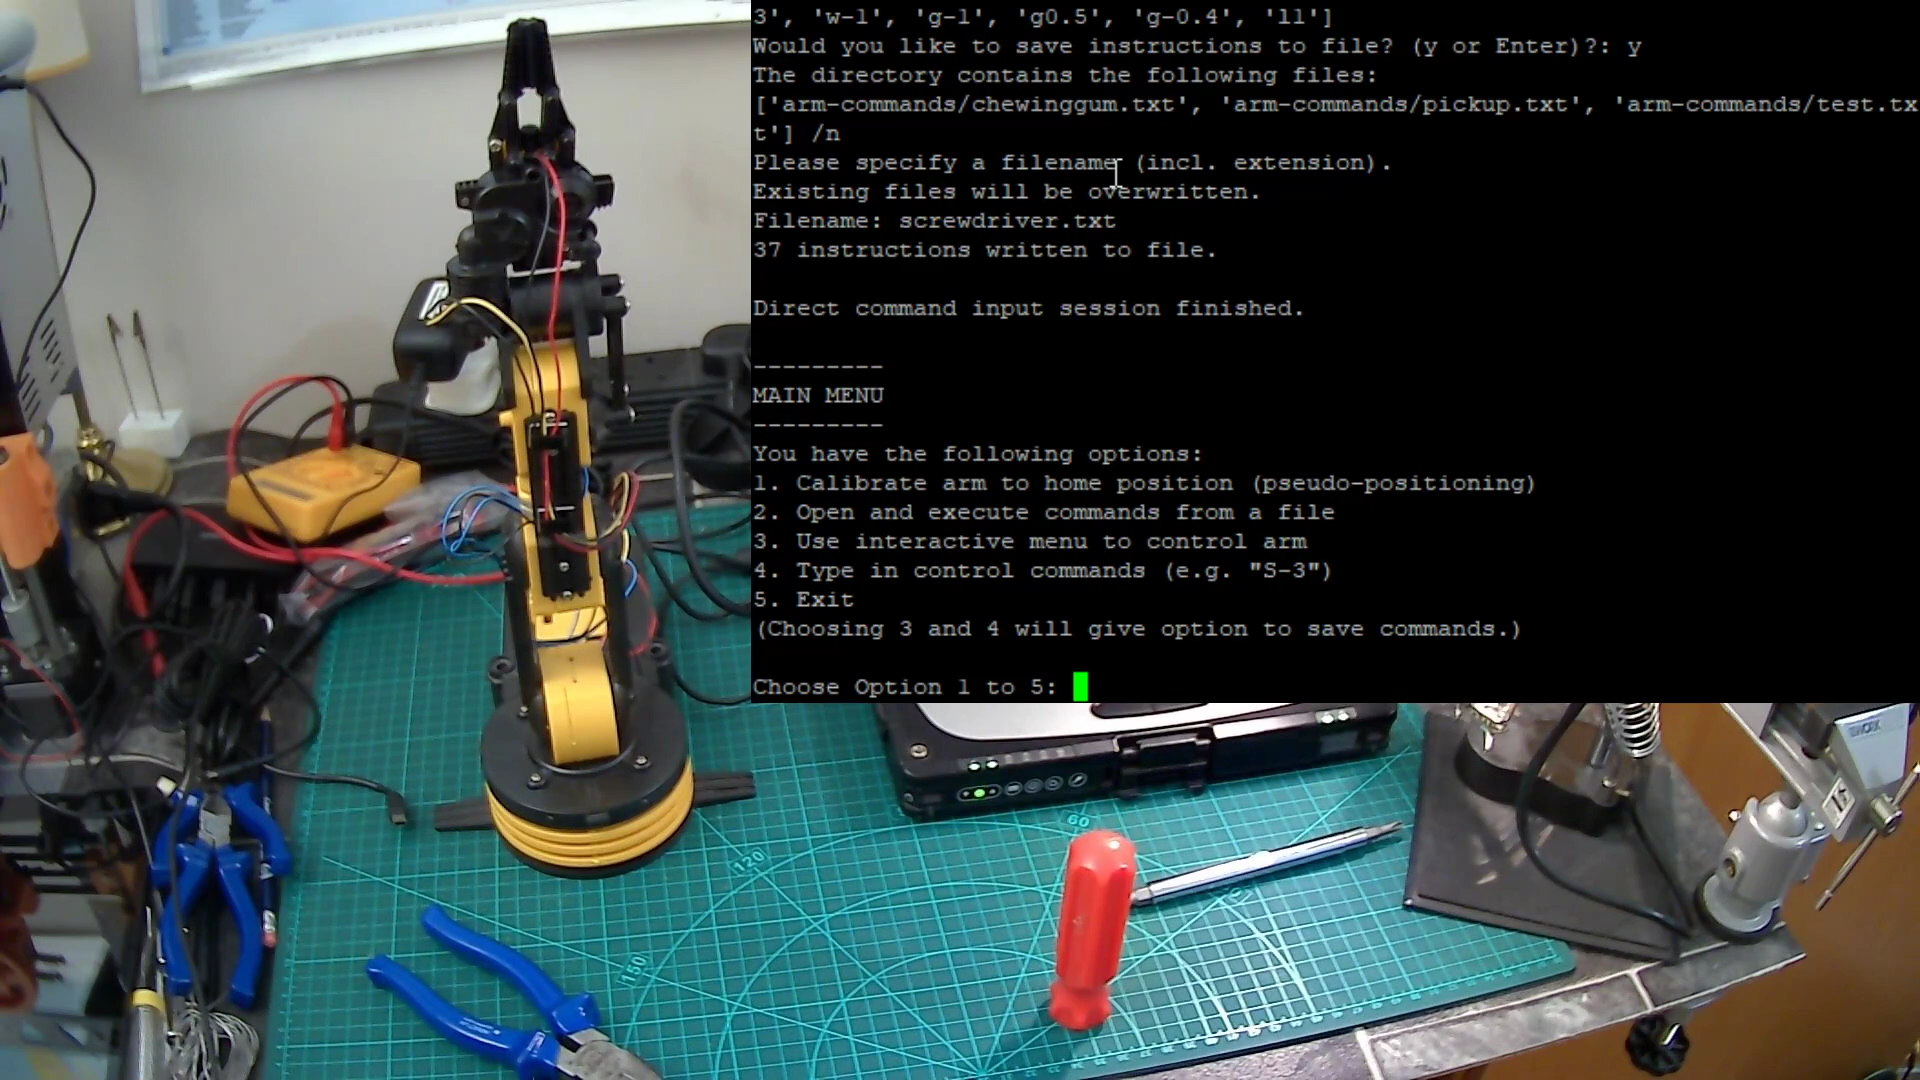 3', 'w-1', 'g-1', 'g0.5', 'g-0.4', 'l1']
Would you like to save instructions to file? (y or Enter)?: y
The directory contains the following files:
['arm-commands/chewinggum.txt', 'arm-commands/pickup.txt', 'arm-commands/test.tx
t'] /n
Please specify a filename (incl. extension).
Existing files will be overwritten.
Filename: screwdriver.txt
37 instructions written to file.
Direct command input session finished.
---------
MAIN MENU
---------
You have the following options:
1. Calibrate arm to home position (pseudo-positioning)
2. Open and execute commands from a file
3. Use interactive menu to control arm
4. Type in control commands (e.g. "S-3")
5. Exit
(Choosing 3 and 4 will give option to save commands.)
Choose Option 1 to 5:
60
120
150